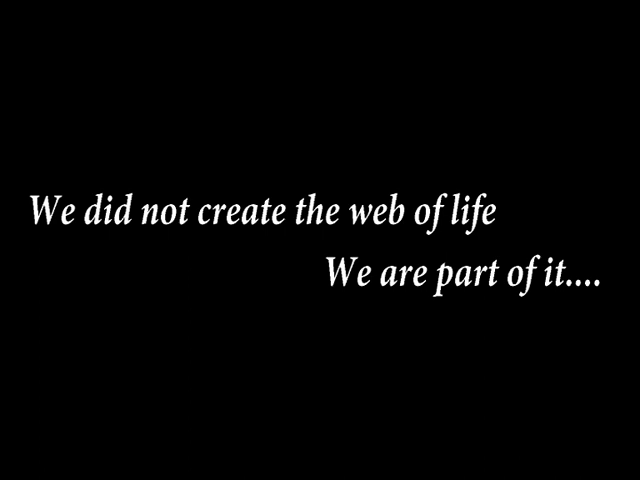 We did not create the web of life
We are part of it....